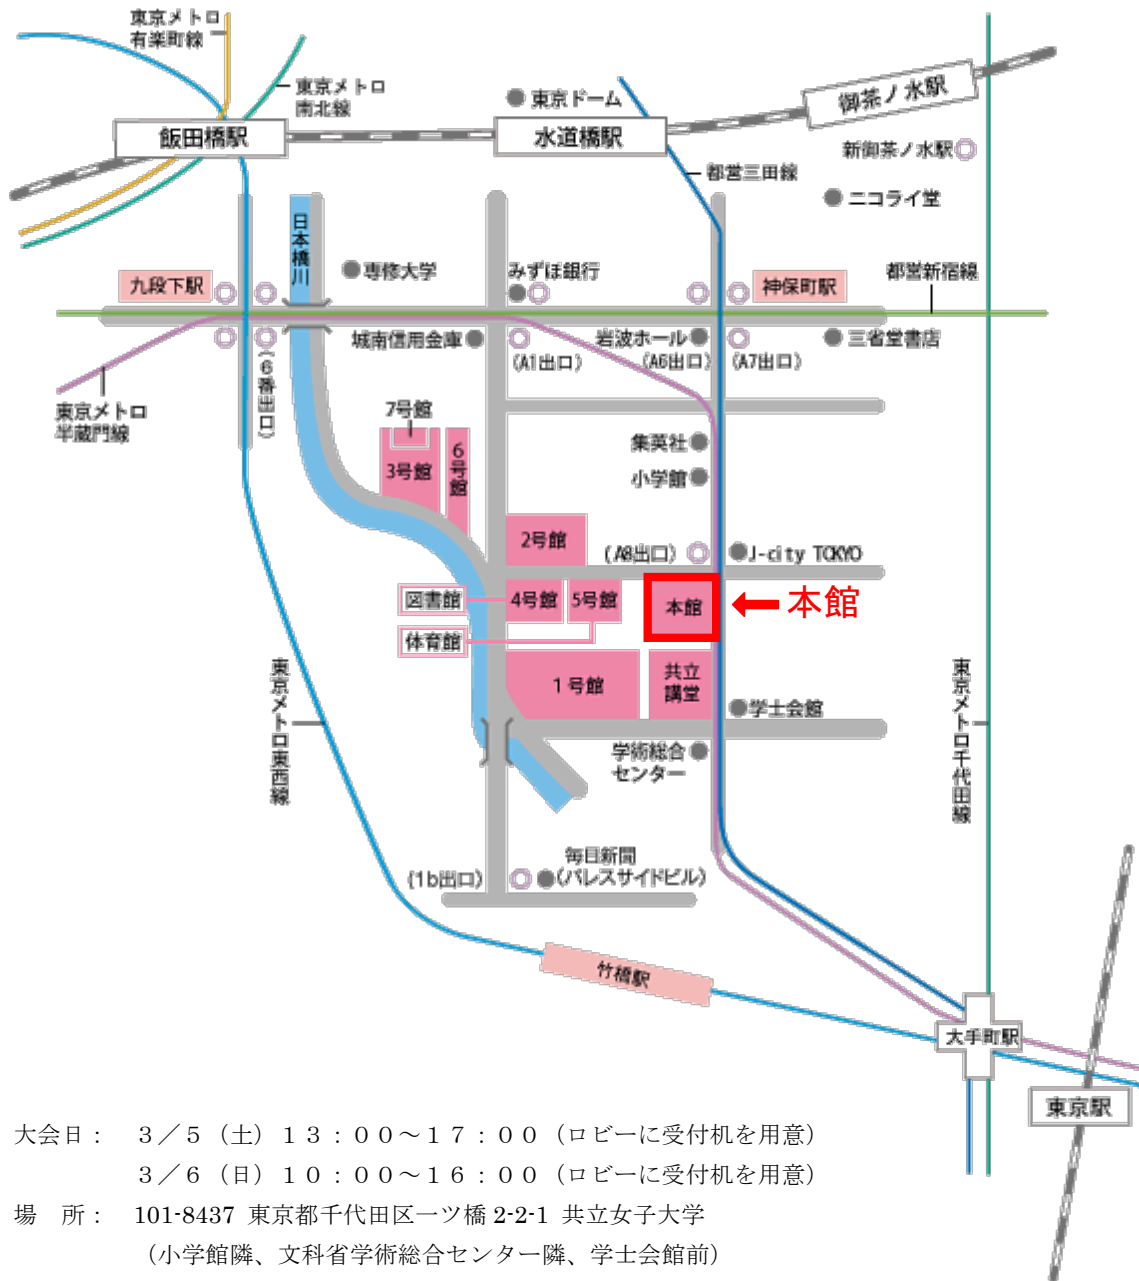 東京メトロ
有楽町線
東京メトロ
南北線
東京ドーム
御茶ノ水駅
飯田橋駅
水道橋駅
新御茶ノ水駅
都営三田線
ニコライ堂
日本橋川
専修大学
みずほ銀行
都営新宿線
九段下駅
神保町駅
城南信用金庫
岩波ホール
三省堂書店
(A1出口)
(A6出口)
(A7出口)
(6番出口)
東京メトロ
半蔵門線
7号館
3号館
6号館
集英社
小学館
2号館
(A8出口)
J-city TOKYO
図書館
4号館
5号館
本館
本館
体育館
1号館
共立
講堂
東京メトロ東西線
東京メトロ千代田線
学士会館
学術総合
センター
毎日新聞
(1b出口)
(パレスサイドビル)
竹橋駅
大手町駅
東京駅
大会日： 3／5（土）13：00～17：00（ロビーに受付机を用意）
3／6（日）10：00～16：00（ロビーに受付机を用意）
場　所： 101-8437 東京都千代田区一ツ橋 2-2-1 共立女子大学
（小学館隣、文科省学術総合センター隣、学士会館前）